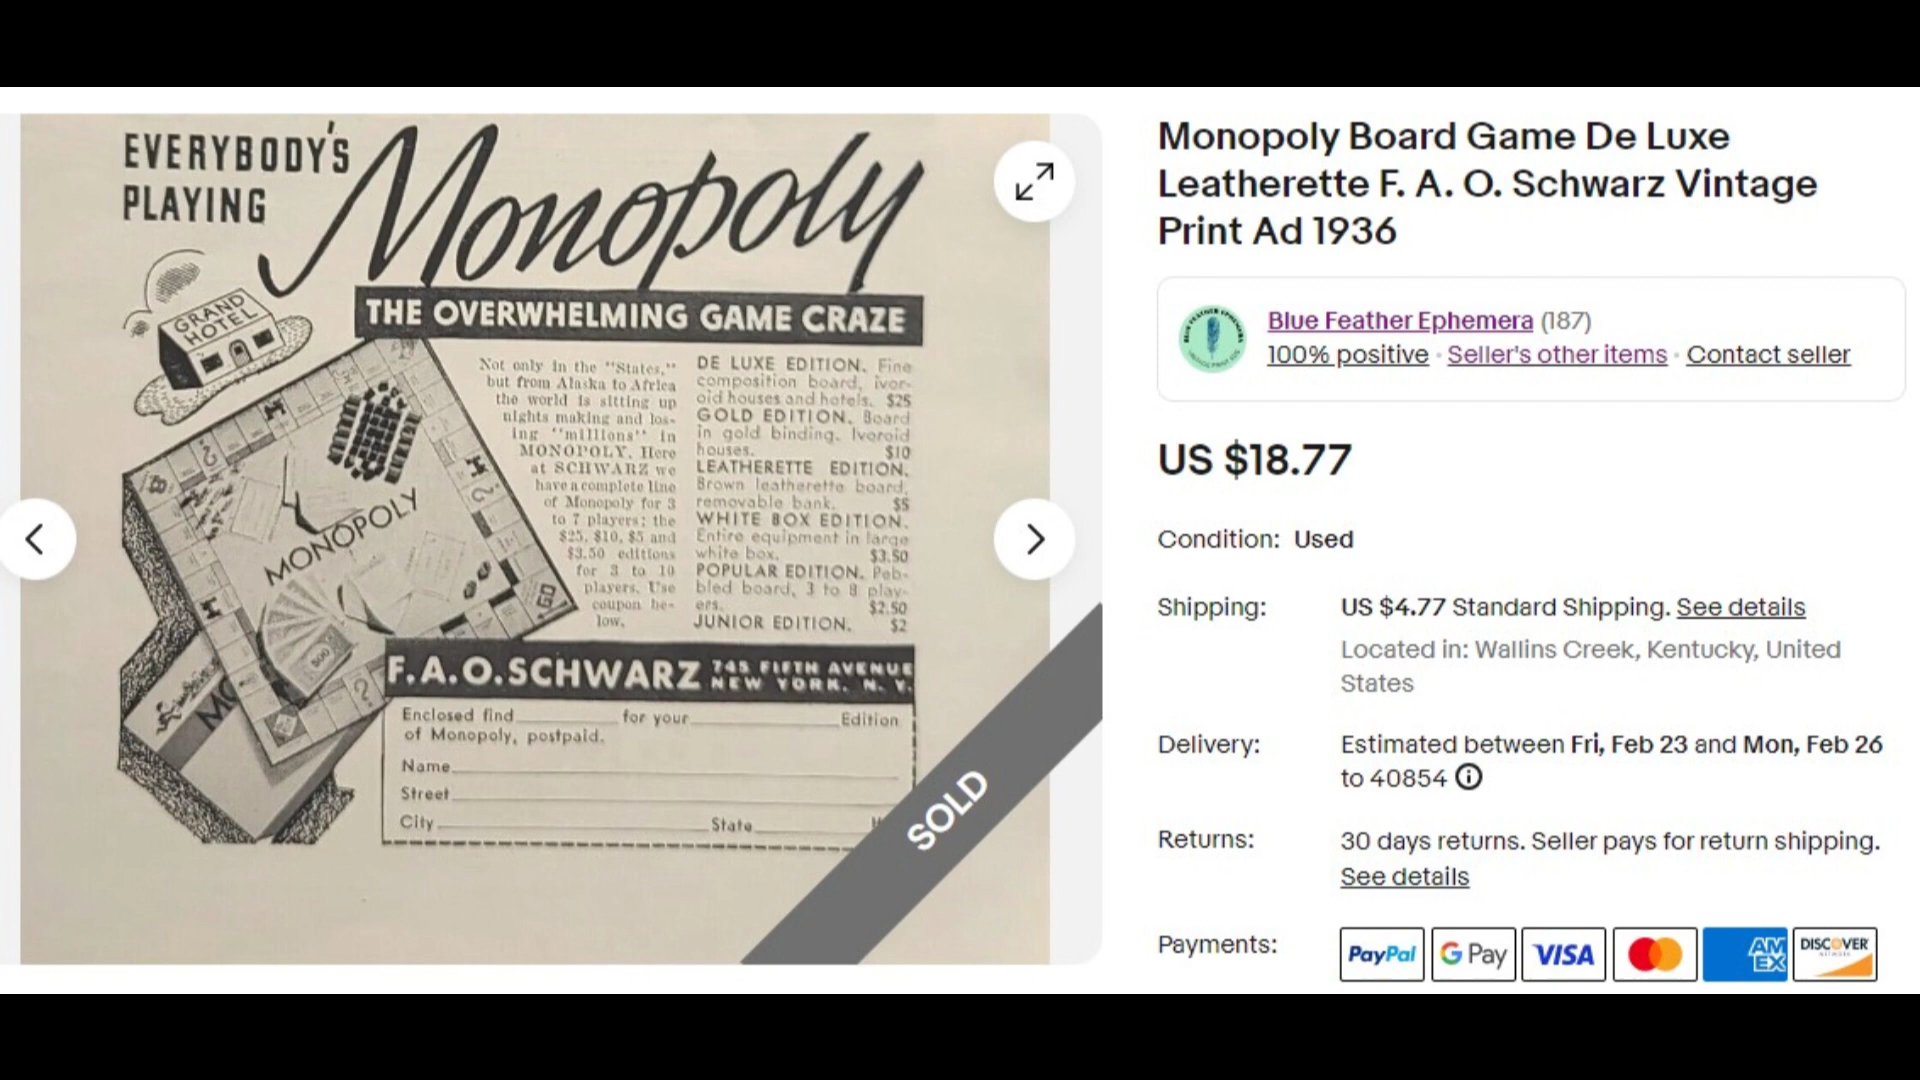 EVERYBODY'S
PLAYING
Monopoly
THE OVERWHELMING GAME CRAZE
GRAND
HOTEL
MONOPOLY
GO
500
MO
Not only in the "States,"
but from Alaska to Africa
the world is sitting up
nights making and los-
ing "millions" in
MONOPOLY. Here
at SCHWARZ we
have a complete line
of Monopoly for 3
to 7 players; the
$25, $10, $5 and
$3.50 editions
for 3 to 10
players. Use
coupon be-
low.
DE LUXE EDITION. Fine
composition board, ivor-
oid houses and hotels. $25
GOLD EDITION. Board
in gold binding. Ivoroid
houses. $10
LEATHERETTE EDITION.
Brown leatherette board,
removable bank. $5
WHITE BOX EDITION.
Entire equipment in large
white box. $3.50
POPULAR EDITION. Peb-
bled board, 3 to 8 play-
ers. $2.50
JUNIOR EDITION. $2
F.A.O.SCHWARZ 745 FIFTH AVENUE
NEW YORK, N. Y.
Enclosed find for your Edition
of Monopoly, postpaid.
Name
Street
City State
SOLD
Monopoly Board Game De Luxe
Leatherette F. A. O. Schwarz Vintage
Print Ad 1936
BLUE FEATHER EPHEMERA
Blue Feather Ephemera (187)
100% positive · Seller's other items · Contact seller
US $18.77
Condition: Used
Shipping: US $4.77 Standard Shipping. See details
Located in: Wallins Creek, Kentucky, United
States
Delivery: Estimated between Fri, Feb 23 and Mon, Feb 26
to 40854
Returns: 30 days returns. Seller pays for return shipping.
See details
Payments: PayPal G Pay VISA AM EX DISCOVER NETWORK